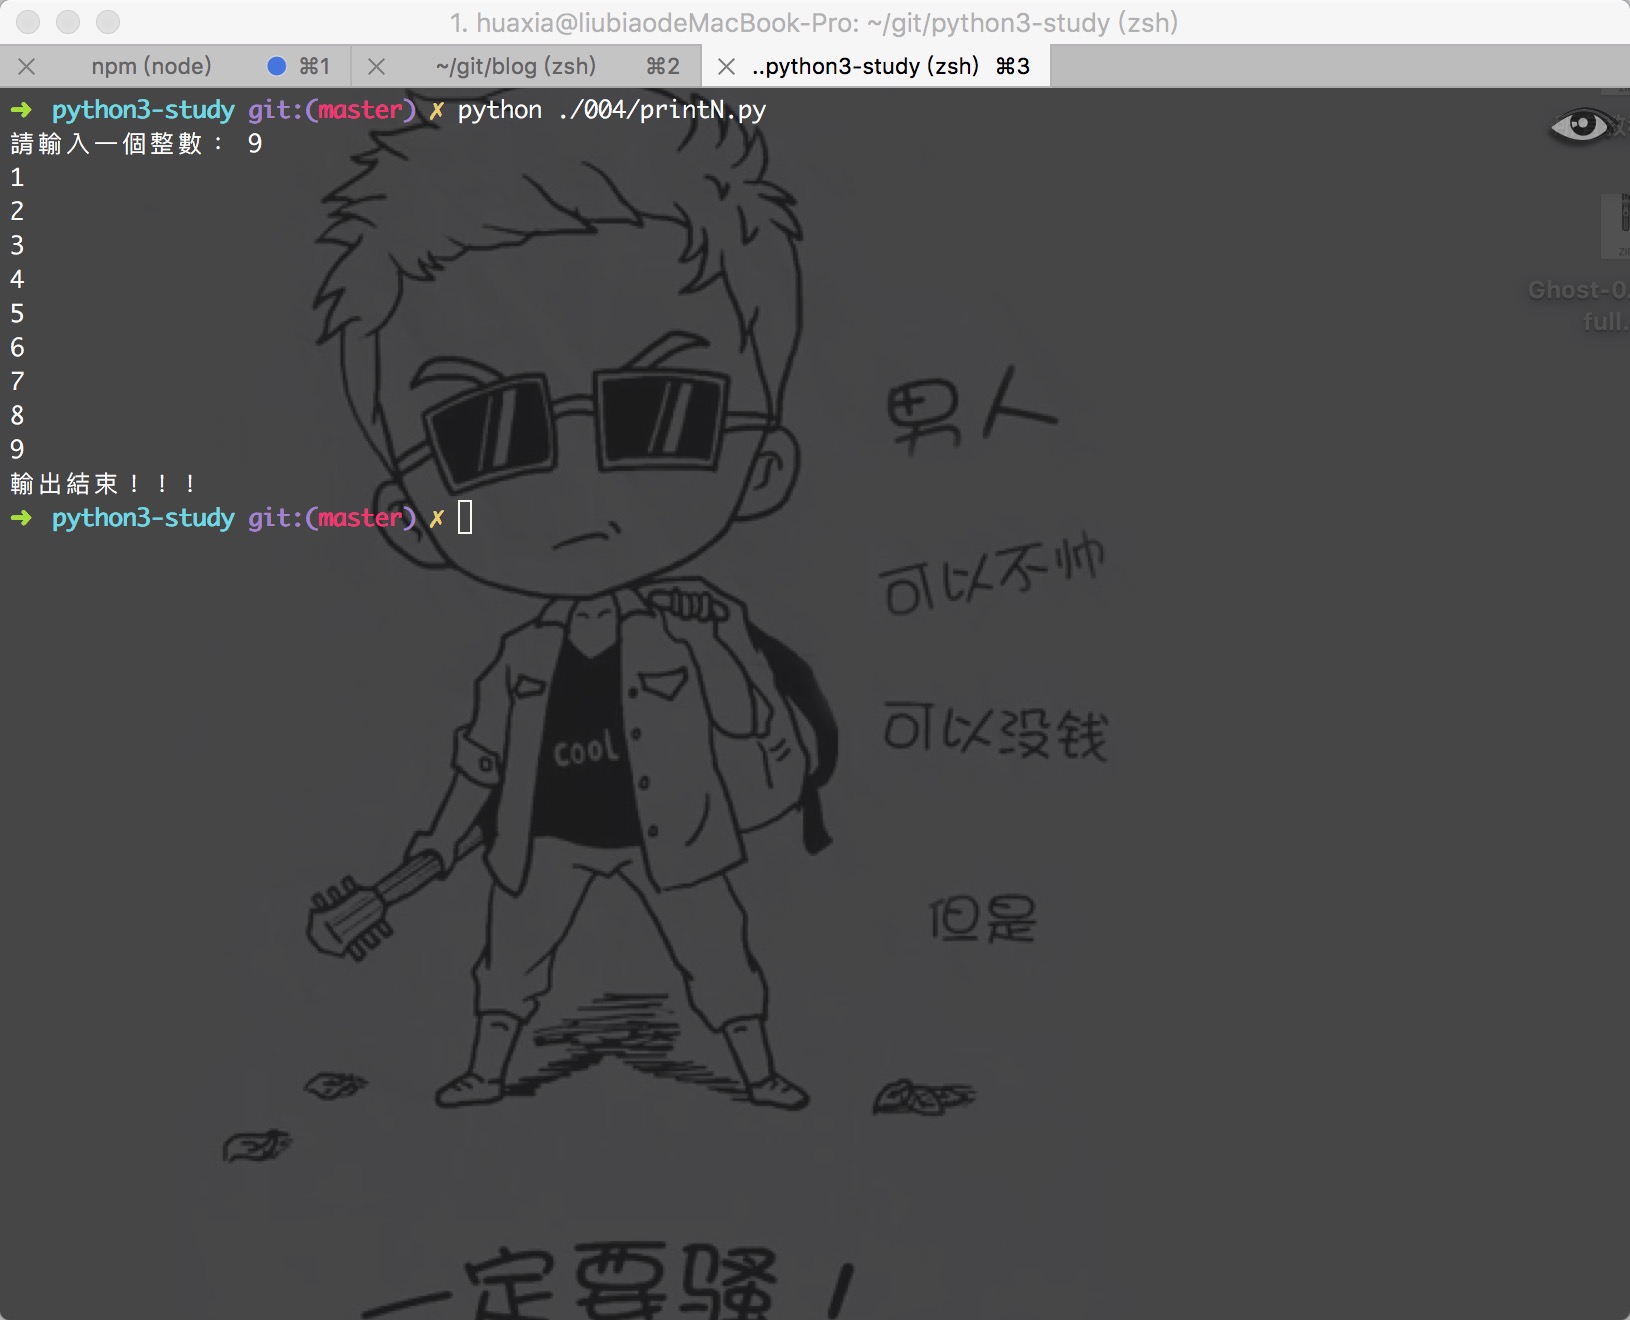 1. huaxia@liubiaodeMacBook-Pro: ~/git/python3-study (zsh)
npm (node) ⌘1 ~/git/blog (zsh) ⌘2 ..python3-study (zsh) ⌘3
➜ python3-study git:(master) ✗ python ./004/printN.py
請輸入一個整數： 9
1
2
3
4
5
6
7
8
9
輸出結束！！！
➜ python3-study git:(master) ✗
Ghost-0
full.
男人
可以不帅
可以没钱
cool
但是
一定要骚！